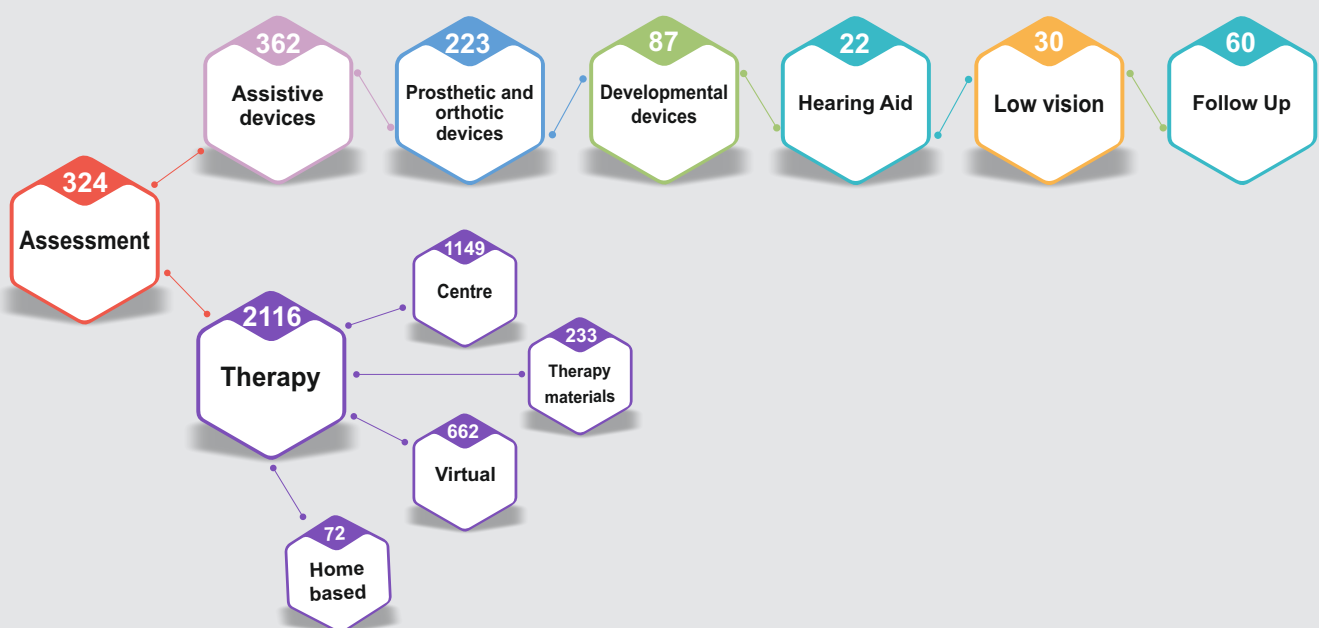 362
Assistive
devices
223
Prosthetic and
orthotic
devices
87
Developmental
devices
22
Hearing Aid
30
Low vision
60
Follow Up
324
Assessment
2116
Therapy
1149
Centre
233
Therapy
materials
662
Virtual
72
Home
based